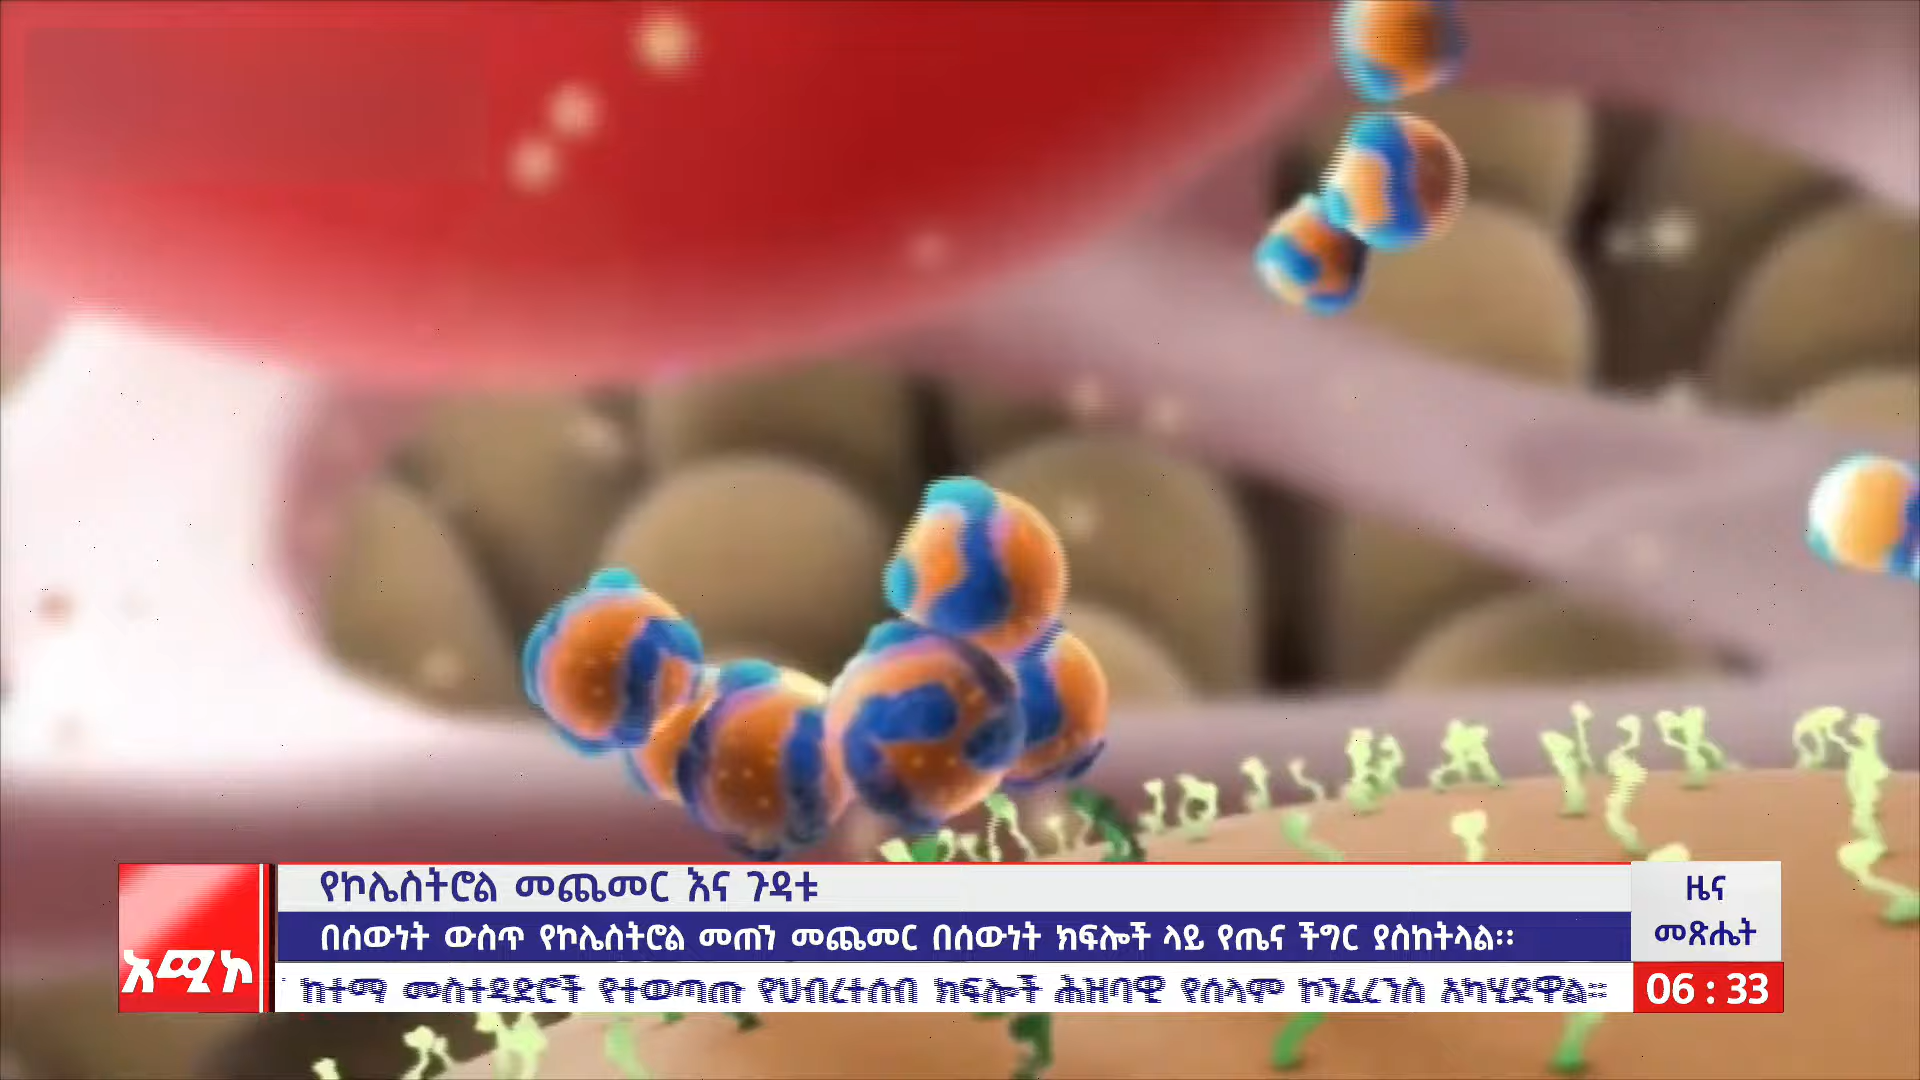 የኮሌስትሮል መጨመር እና ጉዳቱ
በሰውነት ውስጥ የኮሌስትሮል መጠን መጨመር በሰውነት ክፍሎች ላይ የጤና ችግር ያስከትላል።
ከተማ መስተዳድሮች የተወጣጡ የህብረተሰብ ክፍሎች ሕዝባዊ የሰላም ኮንፈረንስ አካሂደዋል።
አሚኮ
ዜና
መጽሔት
06 : 33